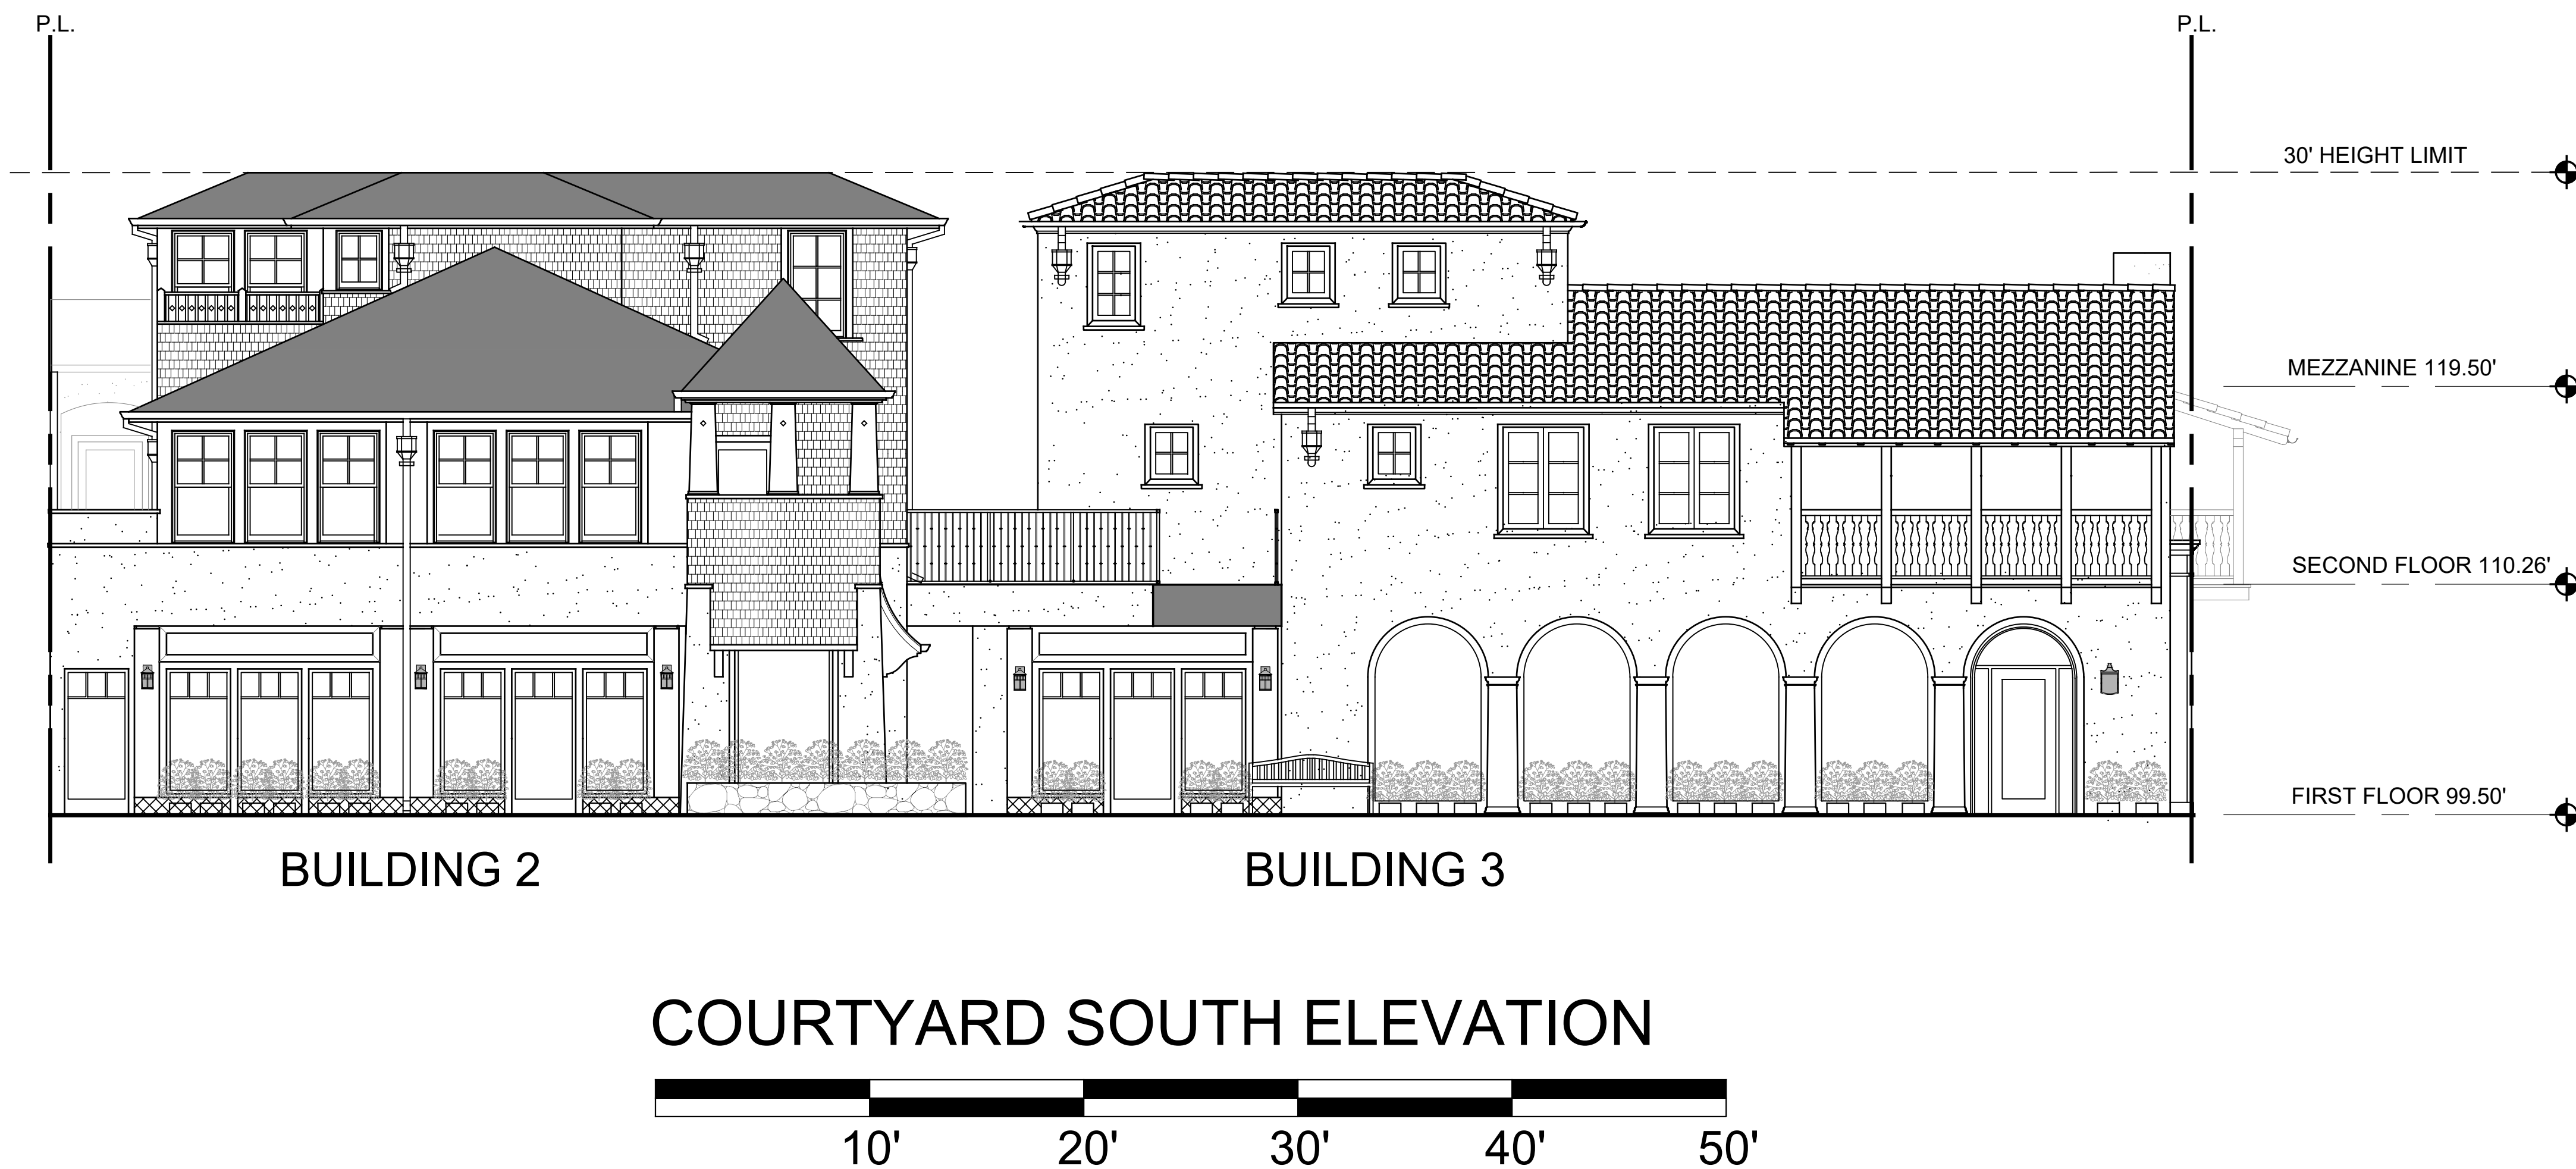 P.L.
P.L.
30' HEIGHT LIMIT
MEZZANINE 119.50'
SECOND FLOOR 110.26'
FIRST FLOOR 99.50'
BUILDING 2
BUILDING 3
COURTYARD SOUTH ELEVATION
10' 20' 30' 40' 50'